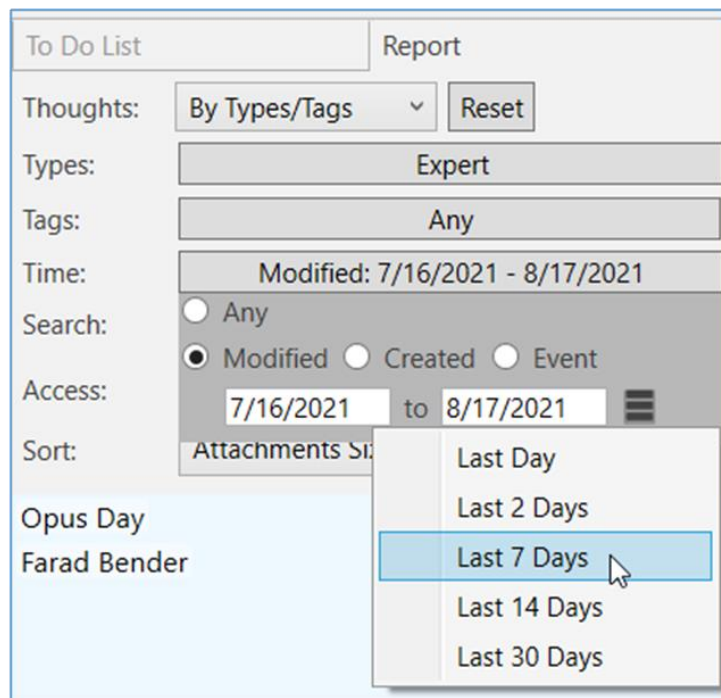 To Do List Report
Thoughts: By Types/Tags Reset
Types: Expert
Tags: Any
Time: Modified: 7/16/2021 - 8/17/2021
Search: Any
Modified Created Event
Access: 7/16/2021 to 8/17/2021
Sort: Attachments
Last Day
Opus Day Last 2 Days
Farad Bender Last 7 Days
Last 14 Days
Last 30 Days